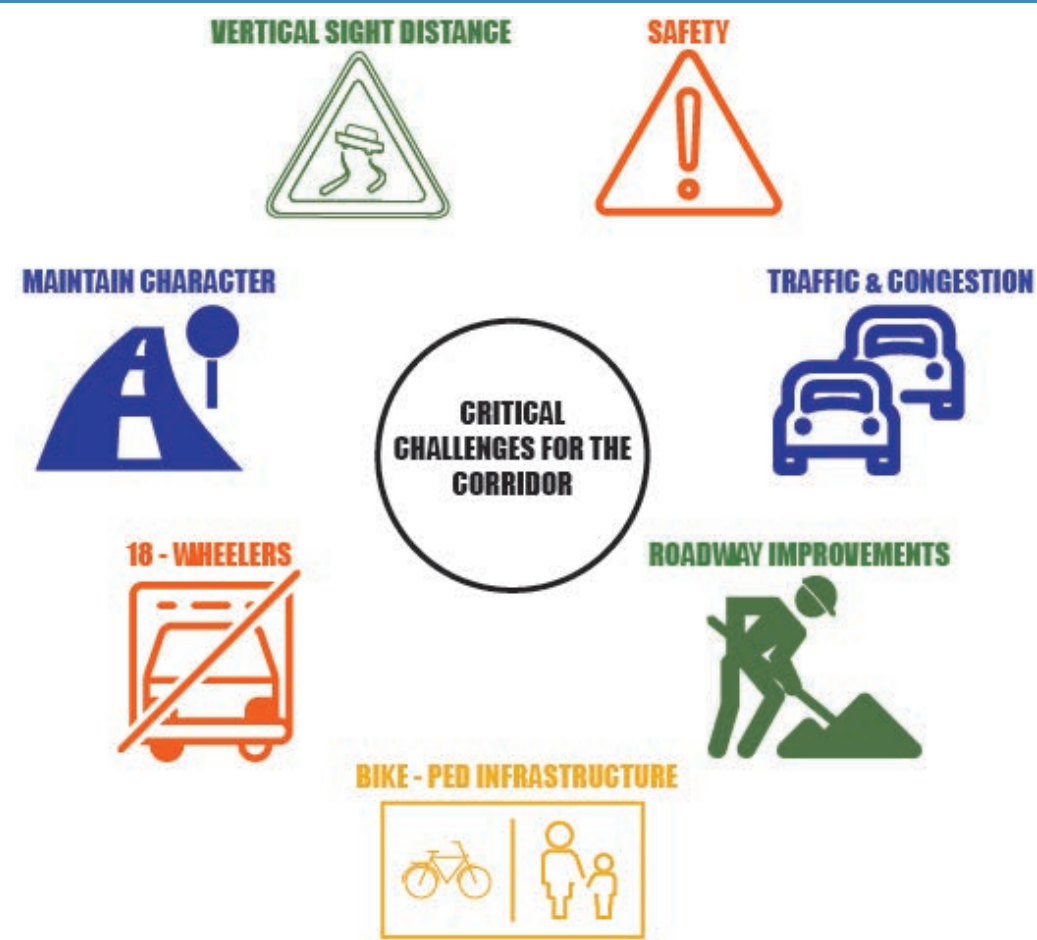 VERTICAL SIGHT DISTANCE
SAFETY
MAINTAIN CHARACTER
TRAFFIC & CONGESTION
CRITICAL
CHALLENGES FOR THE
CORRIDOR
18 - WHEELERS
ROADWAY IMPROVEMENTS
BIKE - PED INFRASTRUCTURE